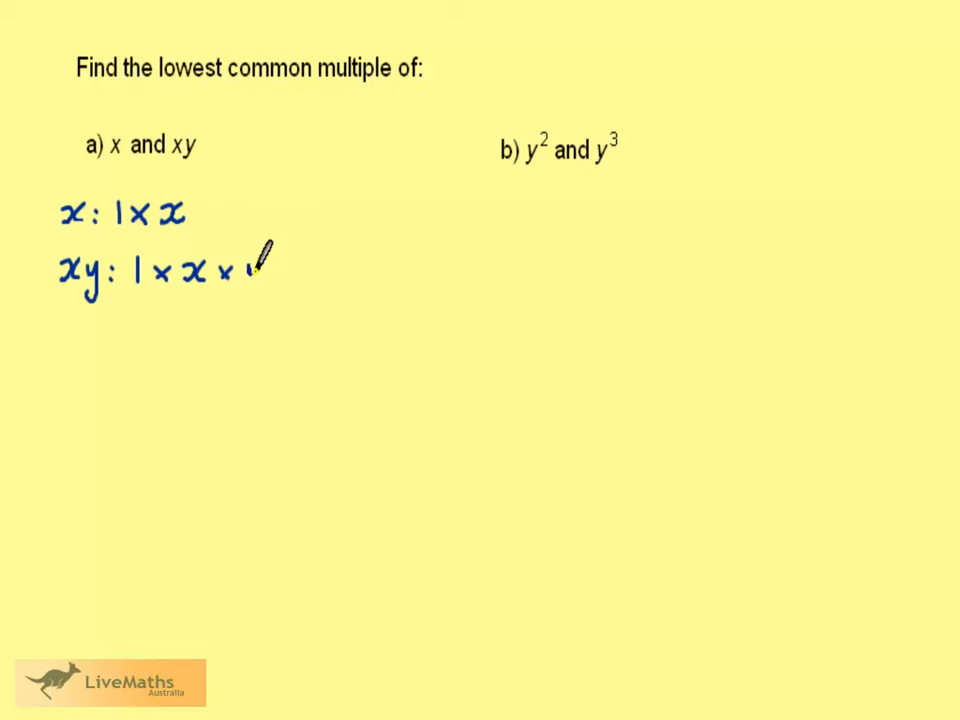 Find the lowest common multiple of:
a) x and xy
b) y² and y³
x: 1 × x
xy: 1 × x ×
LiveMaths
Australia